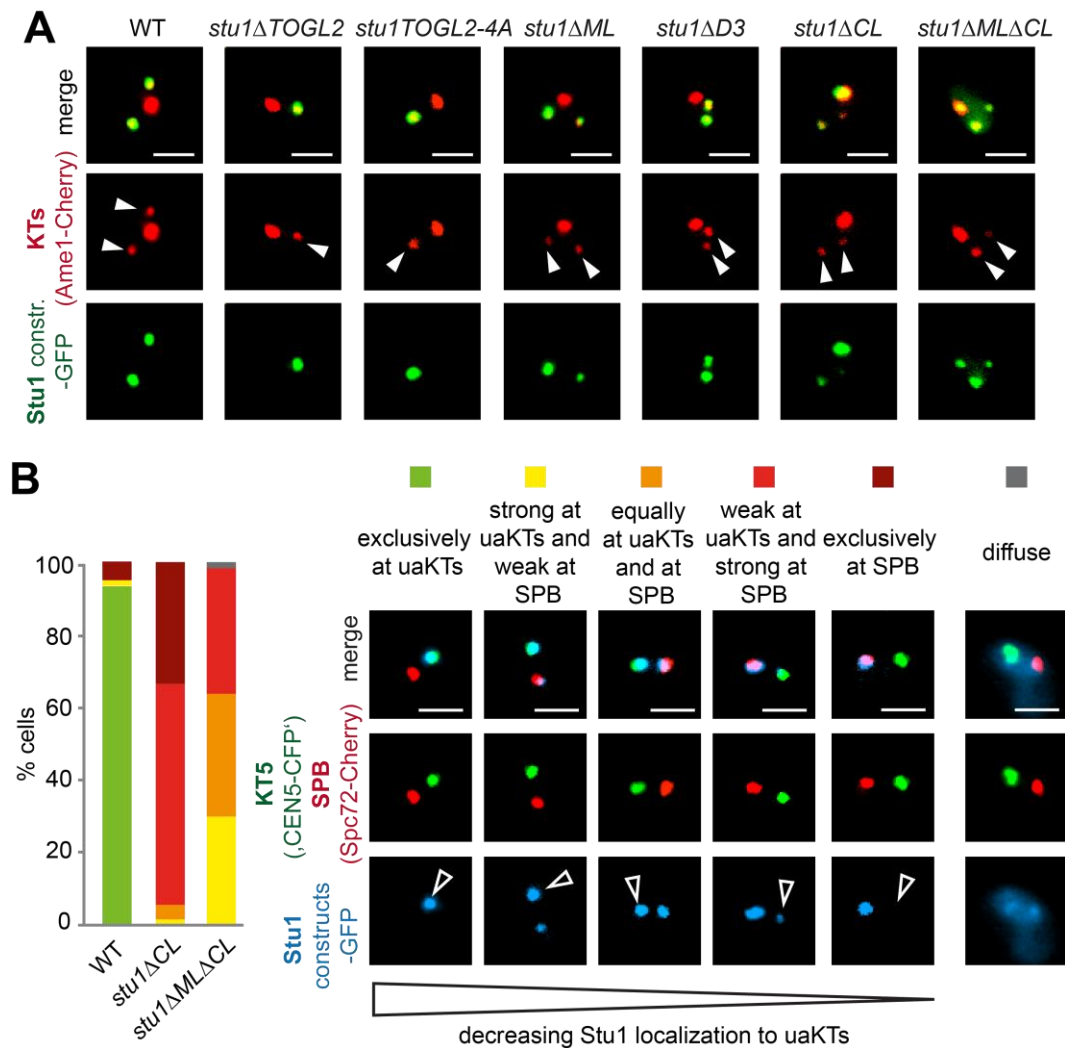 A
WT
stu1ΔTOGL2
stu1TOGL2-4A
stu1ΔML
stu1ΔD3
stu1ΔCL
stu1ΔMLΔCL
merge
KTs
(Ame1-Cherry)
Stu1 constr.
-GFP
B
% cells
100
80
60
40
20
0
WT
stu1ΔCL
stu1ΔMLΔCL
exclusively
at uaKTs
strong at
uaKTs and
weak at
SPB
equally
at uaKTs
and at
SPB
weak at
uaKTs and
strong at
SPB
exclusively
at SPB
diffuse
merge
KT5
(‚CEN5-CFP‘)
SPB
(Spc72-Cherry)
Stu1
constructs
-GFP
decreasing Stu1 localization to uaKTs